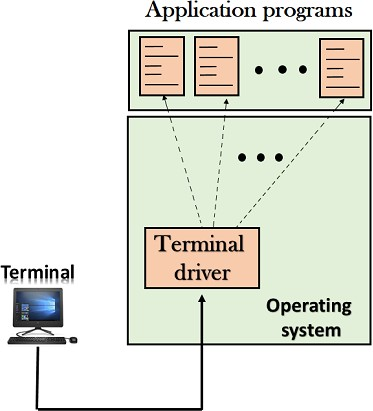 Application programs
Terminal
driver
Terminal
Operating
system